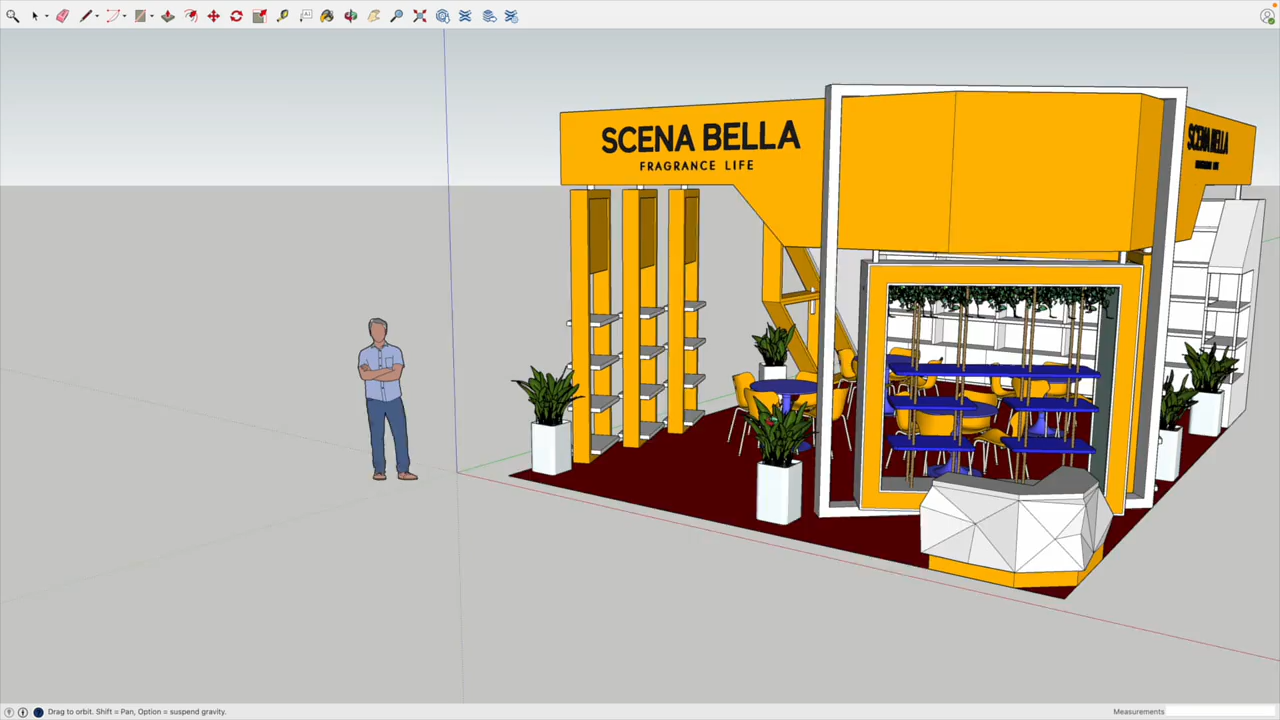 SCENA BELLA
FRAGRANCE LIFE
SCENA BELLA
Drag to orbit. Shift = Pan, Option = suspend gravity.
Measurements